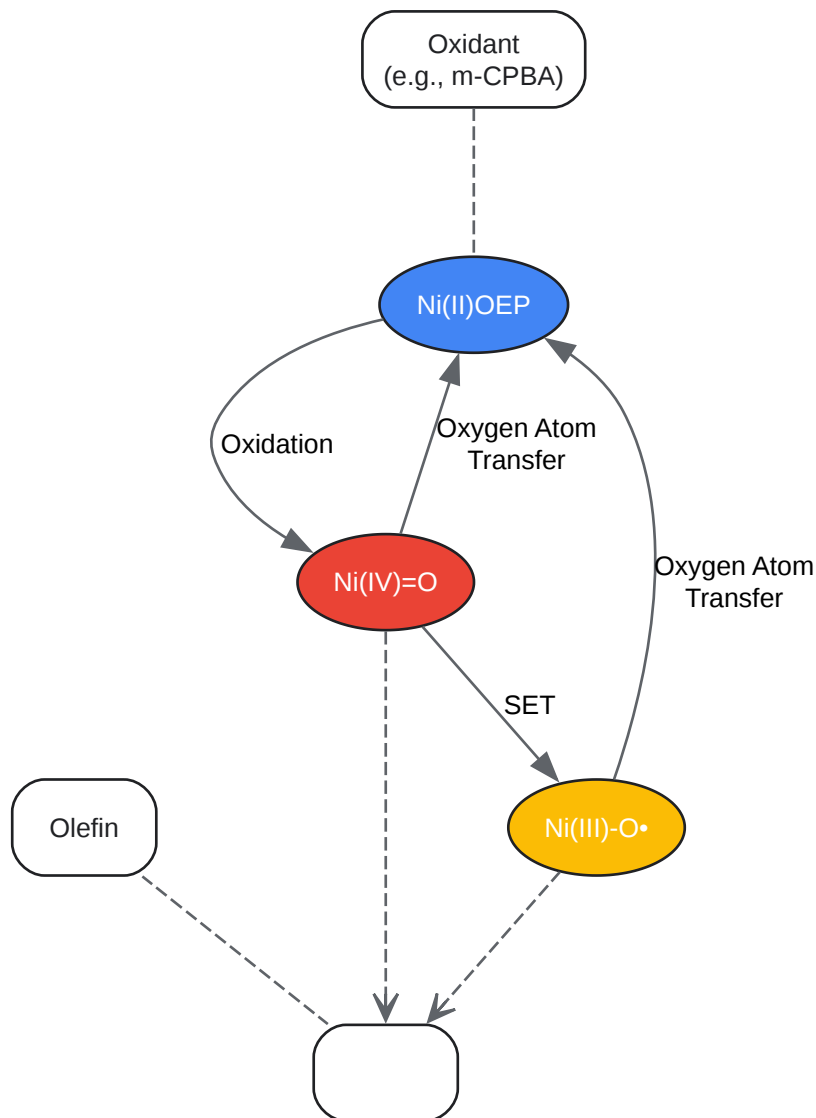 Oxidant
(e.g., m-CPBA)
Ni(II)OEP
Oxidation
Oxygen Atom
Transfer
Ni(IV)=O
Oxygen Atom
Transfer
SET
Olefin
Ni(III)-O•